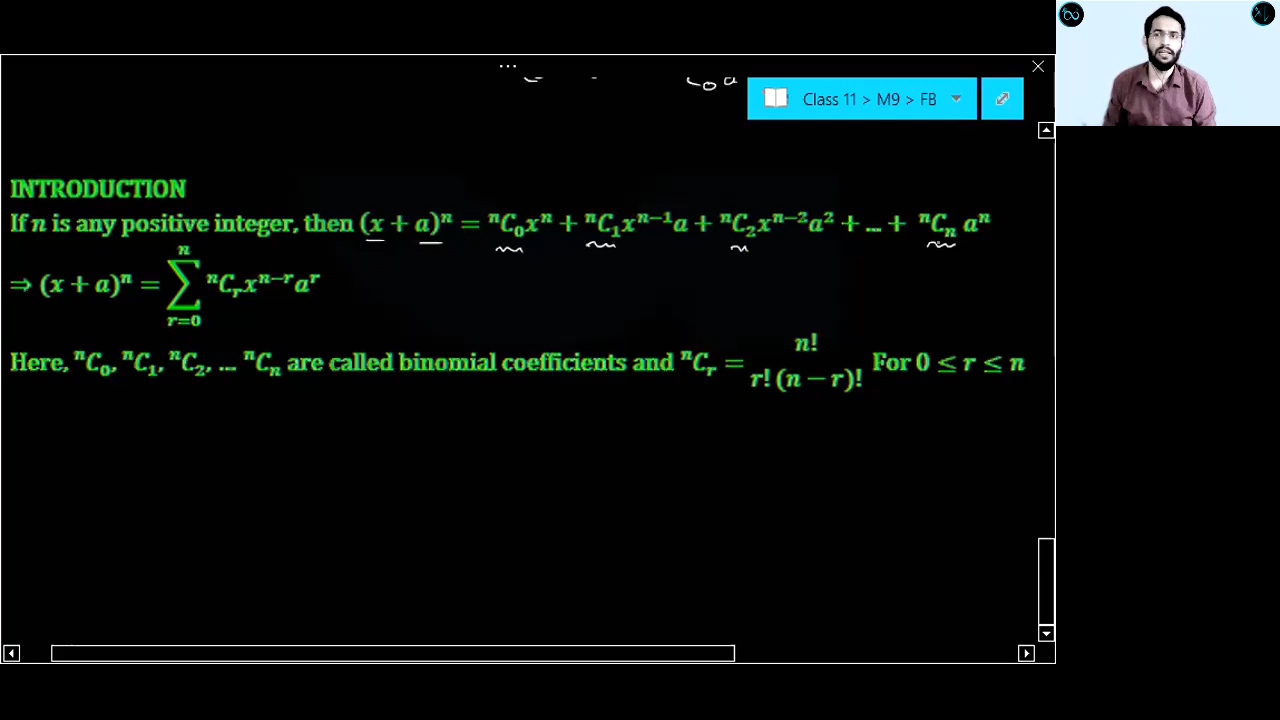 Class 11 > M9 > FB
INTRODUCTION
If n is any positive integer, then (x + a)ⁿ = ⁿC₀xⁿ + ⁿC₁xⁿ⁻¹a + ⁿC₂xⁿ⁻²a² + ... + ⁿCₙ aⁿ
⇒ (x + a)ⁿ = ∑_{r=0}^{n} ⁿCᵣxⁿ⁻ʳaʳ
Here, ⁿC₀, ⁿC₁, ⁿC₂, ... ⁿCₙ are called binomial coefficients and ⁿCᵣ = n! / r! (n − r)! For 0 ≤ r ≤ n